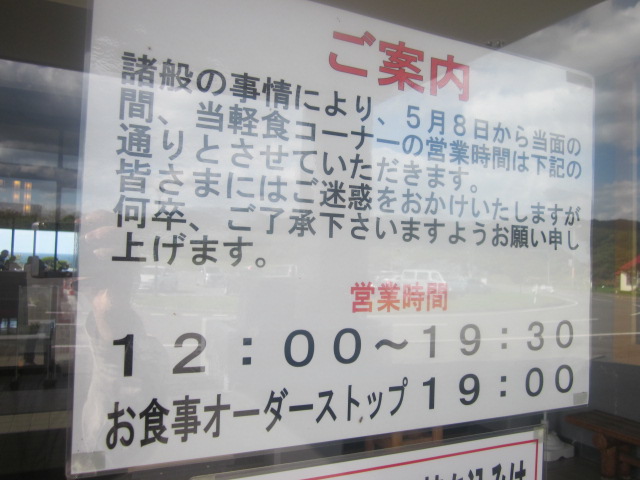 ご案内
諸般の事情により、5月8日から当面の
間、当軽食コーナーの営業時間は下記の
通りとさせていただきます。
皆さまにはご迷惑をおかけいたしますが
何卒、ご了承下さいますようお願い申し
上げます。
営業時間
12:00～19:30
お食事オーダーストップ 19:00